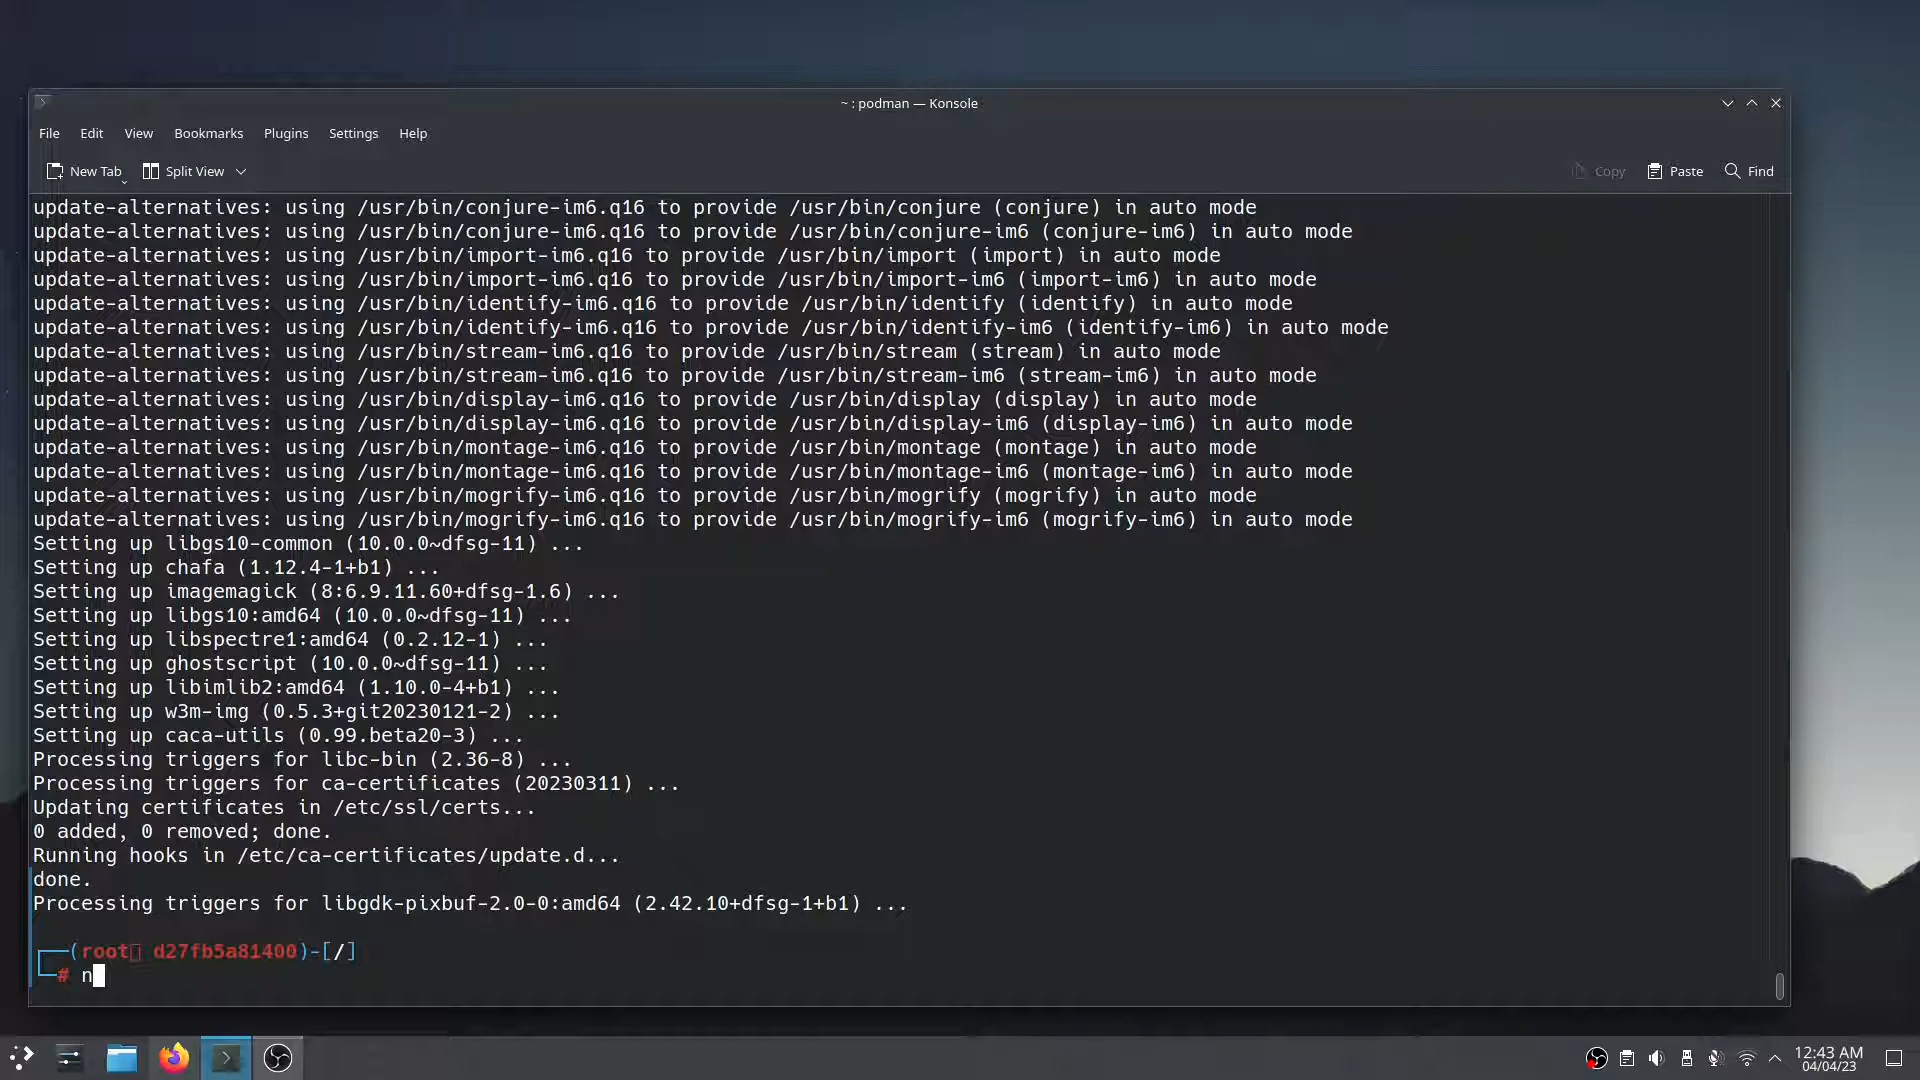 ~ : podman — Konsole
File Edit View Bookmarks Plugins Settings Help
New Tab Split View Copy Paste Find
update-alternatives: using /usr/bin/conjure-im6.q16 to provide /usr/bin/conjure (conjure) in auto mode
update-alternatives: using /usr/bin/conjure-im6.q16 to provide /usr/bin/conjure-im6 (conjure-im6) in auto mode
update-alternatives: using /usr/bin/import-im6.q16 to provide /usr/bin/import (import) in auto mode
update-alternatives: using /usr/bin/import-im6.q16 to provide /usr/bin/import-im6 (import-im6) in auto mode
update-alternatives: using /usr/bin/identify-im6.q16 to provide /usr/bin/identify (identify) in auto mode
update-alternatives: using /usr/bin/identify-im6.q16 to provide /usr/bin/identify-im6 (identify-im6) in auto mode
update-alternatives: using /usr/bin/stream-im6.q16 to provide /usr/bin/stream (stream) in auto mode
update-alternatives: using /usr/bin/stream-im6.q16 to provide /usr/bin/stream-im6 (stream-im6) in auto mode
update-alternatives: using /usr/bin/display-im6.q16 to provide /usr/bin/display (display) in auto mode
update-alternatives: using /usr/bin/display-im6.q16 to provide /usr/bin/display-im6 (display-im6) in auto mode
update-alternatives: using /usr/bin/montage-im6.q16 to provide /usr/bin/montage (montage) in auto mode
update-alternatives: using /usr/bin/montage-im6.q16 to provide /usr/bin/montage-im6 (montage-im6) in auto mode
update-alternatives: using /usr/bin/mogrify-im6.q16 to provide /usr/bin/mogrify (mogrify) in auto mode
update-alternatives: using /usr/bin/mogrify-im6.q16 to provide /usr/bin/mogrify-im6 (mogrify-im6) in auto mode
Setting up libgs10-common (10.0.0~dfsg-11) ...
Setting up chafa (1.12.4-1+b1) ...
Setting up imagemagick (8:6.9.11.60+dfsg-1.6) ...
Setting up libgs10:amd64 (10.0.0~dfsg-11) ...
Setting up libspectre1:amd64 (0.2.12-1) ...
Setting up ghostscript (10.0.0~dfsg-11) ...
Setting up libimlib2:amd64 (1.10.0-4+b1) ...
Setting up w3m-img (0.5.3+git20230121-2) ...
Setting up caca-utils (0.99.beta20-3) ...
Processing triggers for libc-bin (2.36-8) ...
Processing triggers for ca-certificates (20230311) ...
Updating certificates in /etc/ssl/certs...
0 added, 0 removed; done.
Running hooks in /etc/ca-certificates/update.d...
done.
Processing triggers for libgdk-pixbuf-2.0-0:amd64 (2.42.10+dfsg-1+b1) ...
┌──(root d27fb5a81400)-[/]
└─# n
12:43 AM
04/04/23